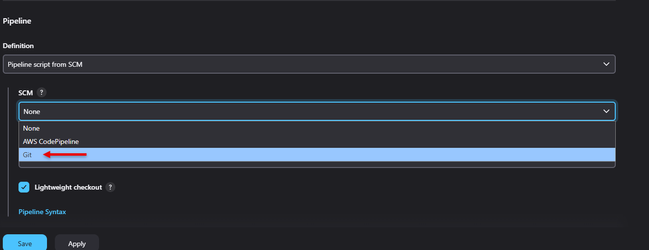 Pipeline
Definition
Pipeline script from SCM
SCM ?
None
None
AWS CodePipeline
Git
Lightweight checkout ?
Pipeline Syntax
Save Apply